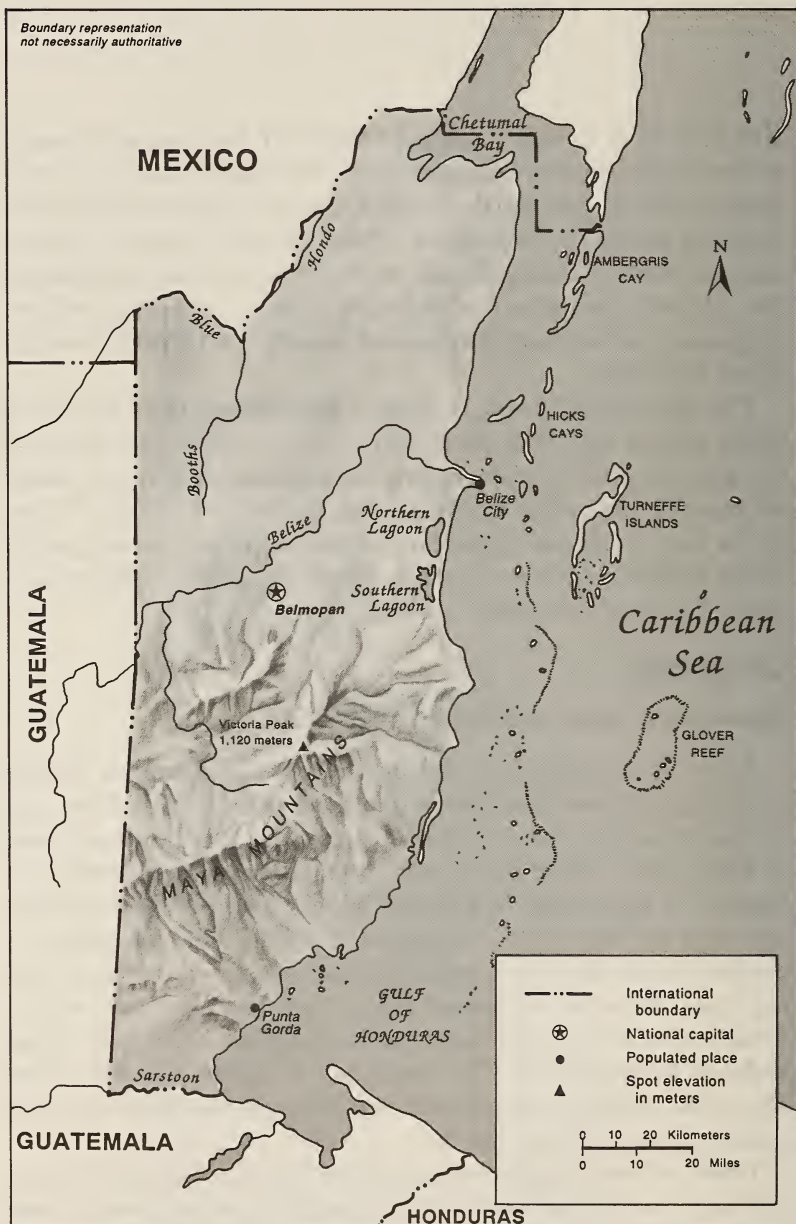 Boundary representation
not necessarily authoritative
MEXICO
Chetumal
Bay
Hondo
Blue
AMBERGRIS
CAY
N
Booths
HICKS
CAYS
Belize
City
Belize
Northern
Lagoon
TURNEFFE
ISLANDS
Southern
Lagoon
Belmopan
Caribbean
Sea
GUATEMALA
Victoria Peak
1,120 meters
GLOVER
REEF
MAYA MOUNTAINS
GULF
OF
HONDURAS
Punta
Gorda
Sarstoon
GUATEMALA
HONDURAS
International
boundary
National capital
Populated place
Spot elevation
in meters
0 10 20 Kilometers
0 10 20 Miles